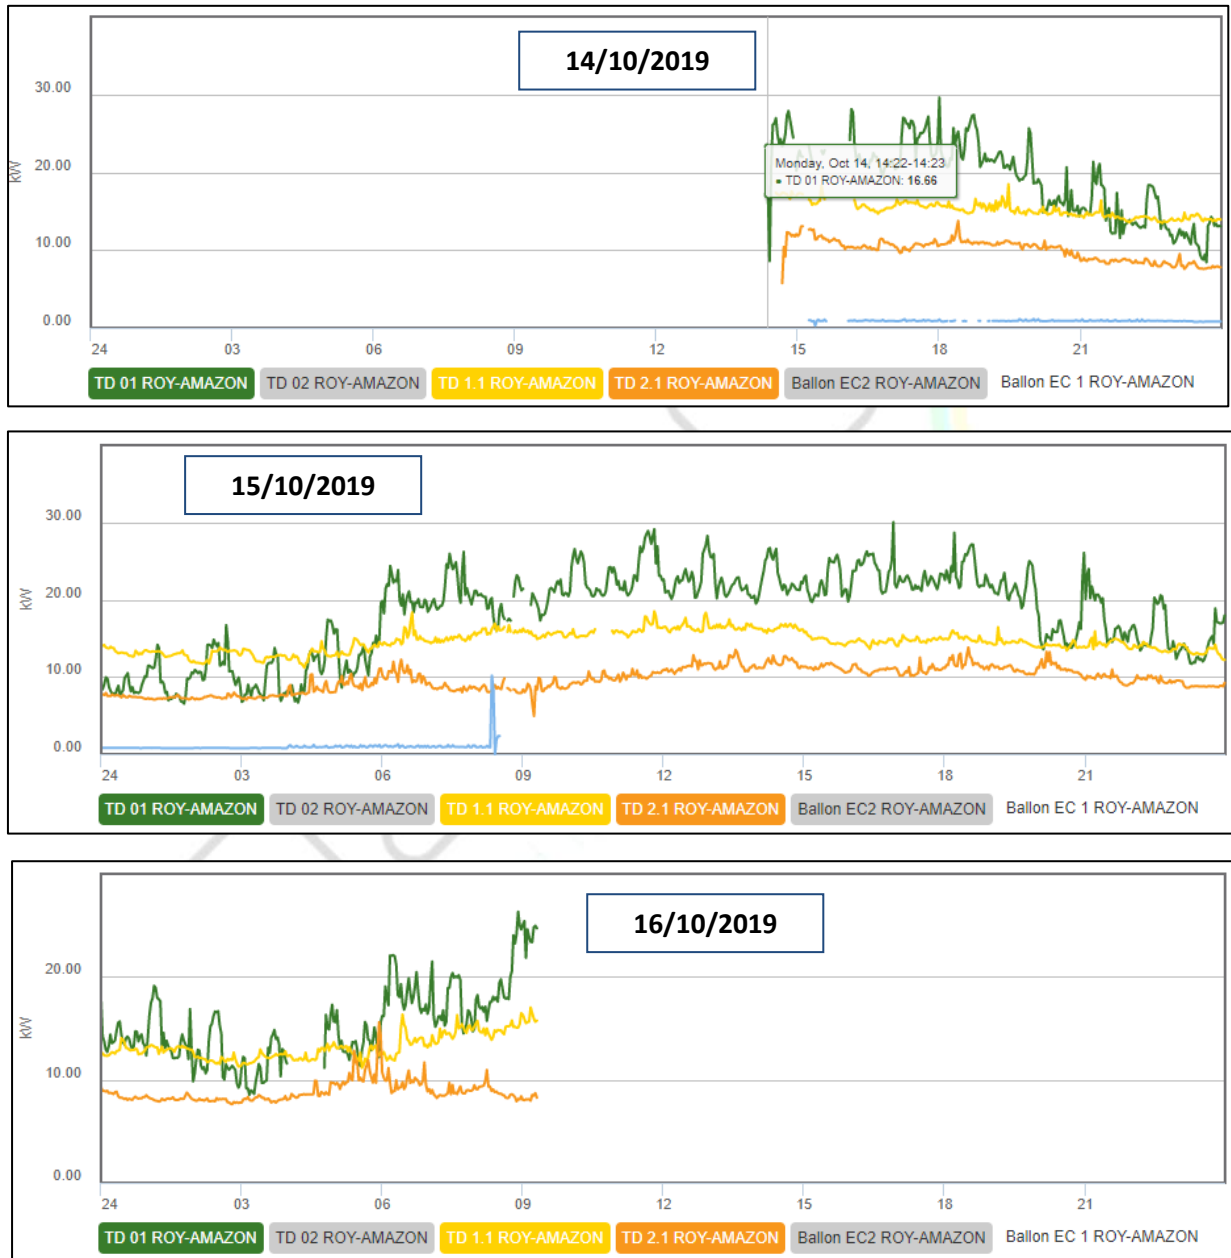 14/10/2019
30.00
20.00
10.00
0.00
kW
Monday, Oct 14, 14:22-14:23
TD 01 ROY-AMAZON: 16.66
24 03 06 09 12 15 18 21
TD 01 ROY-AMAZON TD 02 ROY-AMAZON TD 1.1 ROY-AMAZON TD 2.1 ROY-AMAZON Ballon EC2 ROY-AMAZON Ballon EC 1 ROY-AMAZON
15/10/2019
30.00
20.00
10.00
0.00
kW
24 03 06 09 12 15 18 21
TD 01 ROY-AMAZON TD 02 ROY-AMAZON TD 1.1 ROY-AMAZON TD 2.1 ROY-AMAZON Ballon EC2 ROY-AMAZON Ballon EC 1 ROY-AMAZON
16/10/2019
20.00
10.00
0.00
kW
24 03 06 09 12 15 18 21
TD 01 ROY-AMAZON TD 02 ROY-AMAZON TD 1.1 ROY-AMAZON TD 2.1 ROY-AMAZON Ballon EC2 ROY-AMAZON Ballon EC 1 ROY-AMAZON